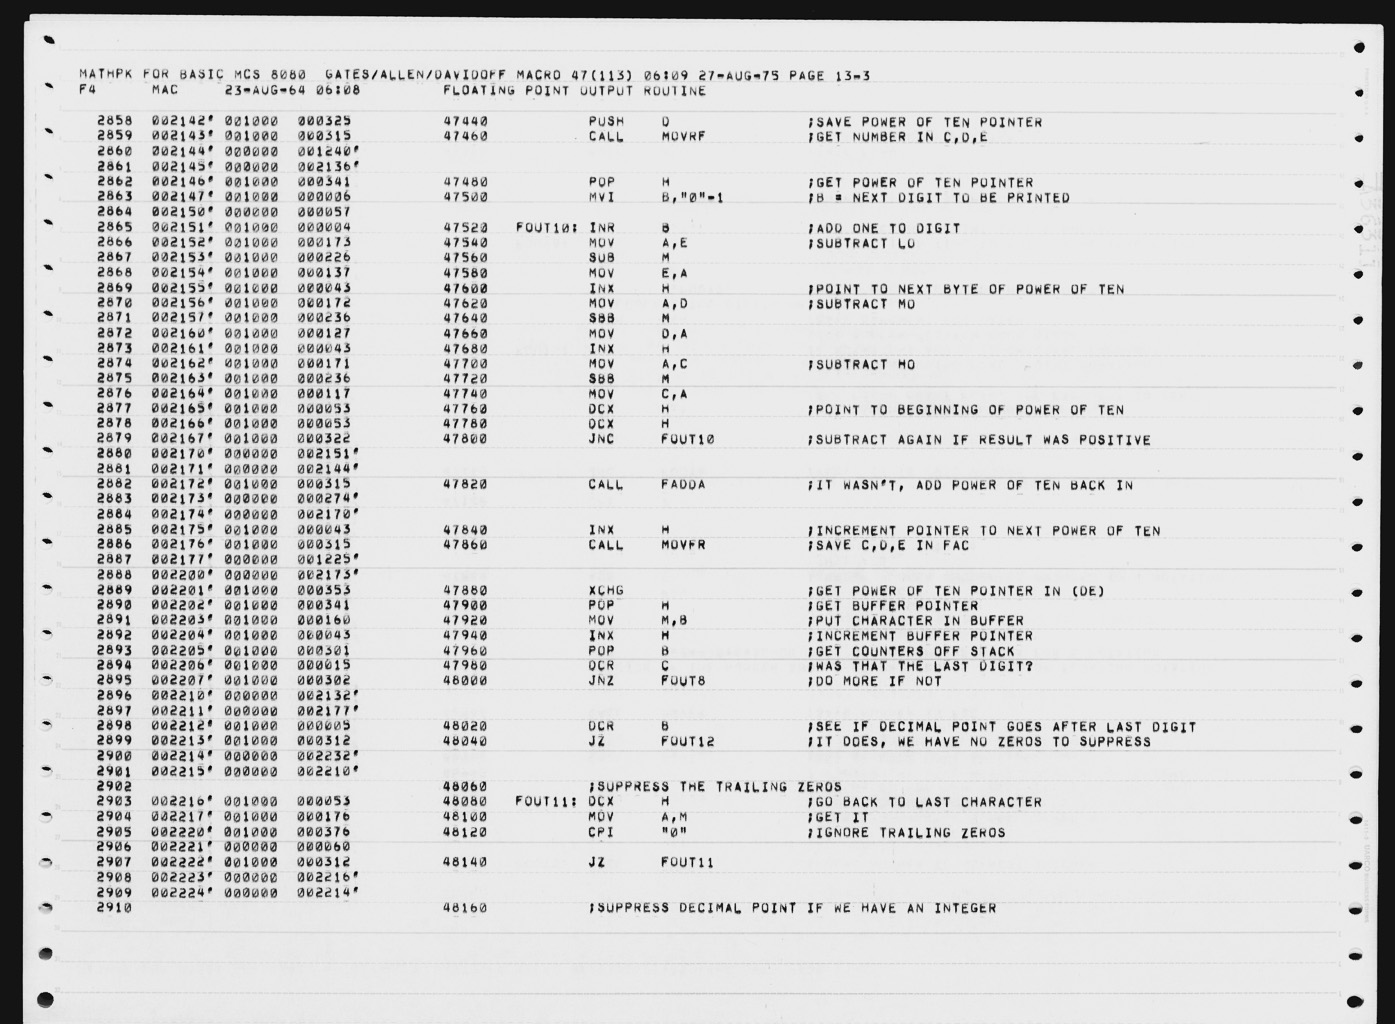 MATHPK FOR BASIC MCS 8080  GATES/ALLEN/DAVIDOFF MACRO 47(113) 06:09 27-AUG-75 PAGE 13-3
F4      MAC     23-AUG-64 06:08         FLOATING POINT OUTPUT ROUTINE
2858  002142' 001000  000325          47440           PUSH    D               ;SAVE POWER OF TEN POINTER
2859  002143' 001000  000315          47460           CALL    MOVRF           ;GET NUMBER IN C,D,E
2860  002144' 000000  001240'
2861  002145' 000000  002136'
2862  002146' 001000  000341          47480           POP     H               ;GET POWER OF TEN POINTER
2863  002147' 001000  000006          47500           MVI     B,"0"-1         ;B = NEXT DIGIT TO BE PRINTED
2864  002150' 000000  000057
2865  002151' 001000  000004          47520   FOUT10: INR     B               ;ADD ONE TO DIGIT
2866  002152' 001000  000173          47540           MOV     A,E             ;SUBTRACT LO
2867  002153' 001000  000226          47560           SUB     M
2868  002154' 001000  000137          47580           MOV     E,A
2869  002155' 001000  000043          47600           INX     H               ;POINT TO NEXT BYTE OF POWER OF TEN
2870  002156' 001000  000172          47620           MOV     A,D             ;SUBTRACT MO
2871  002157' 001000  000236          47640           SBB     M
2872  002160' 001000  000127          47660           MOV     D,A
2873  002161' 001000  000043          47680           INX     H
2874  002162' 001000  000171          47700           MOV     A,C             ;SUBTRACT HO
2875  002163' 001000  000236          47720           SBB     M
2876  002164' 001000  000117          47740           MOV     C,A
2877  002165' 001000  000053          47760           DCX     H               ;POINT TO BEGINNING OF POWER OF TEN
2878  002166' 001000  000053          47780           DCX     H
2879  002167' 001000  000322          47800           JNC     FOUT10          ;SUBTRACT AGAIN IF RESULT WAS POSITIVE
2880  002170' 000000  002151'
2881  002171' 000000  002144'
2882  002172' 001000  000315          47820           CALL    FADDA           ;IT WASN'T, ADD POWER OF TEN BACK IN
2883  002173' 000000  000274'
2884  002174' 000000  002170'
2885  002175' 001000  000043          47840           INX     H               ;INCREMENT POINTER TO NEXT POWER OF TEN
2886  002176' 001000  000315          47860           CALL    MOVFR           ;SAVE C,D,E IN FAC
2887  002177' 000000  001225'
2888  002200' 000000  002173'
2889  002201' 001000  000353          47880           XCHG                    ;GET POWER OF TEN POINTER IN (DE)
2890  002202' 001000  000341          47900           POP     H               ;GET BUFFER POINTER
2891  002203' 001000  000160          47920           MOV     M,B             ;PUT CHARACTER IN BUFFER
2892  002204' 001000  000043          47940           INX     H               ;INCREMENT BUFFER POINTER
2893  002205' 001000  000301          47960           POP     B               ;GET COUNTERS OFF STACK
2894  002206' 001000  000015          47980           DCR     C               ;WAS THAT THE LAST DIGIT?
2895  002207' 001000  000302          48000           JNZ     FOUT8           ;DO MORE IF NOT
2896  002210' 000000  002132'
2897  002211' 000000  002177'
2898  002212' 001000  000005          48020           DCR     B               ;SEE IF DECIMAL POINT GOES AFTER LAST DIGIT
2899  002213' 001000  000312          48040           JZ      FOUT12          ;IT DOES, WE HAVE NO ZEROS TO SUPPRESS
2900  002214' 000000  002232'
2901  002215' 000000  002210'
2902                                  48060           ;SUPPRESS THE TRAILING ZEROS
2903  002216' 001000  000053          48080   FOUT11: DCX     H               ;GO BACK TO LAST CHARACTER
2904  002217' 001000  000176          48100           MOV     A,M             ;GET IT
2905  002220' 001000  000376          48120           CPI     "0"             ;IGNORE TRAILING ZEROS
2906  002221' 000000  000060
2907  002222' 001000  000312          48140           JZ      FOUT11
2908  002223' 000000  002216'
2909  002224' 000000  002214'
2910                                  48160           ;SUPPRESS DECIMAL POINT IF WE HAVE AN INTEGER